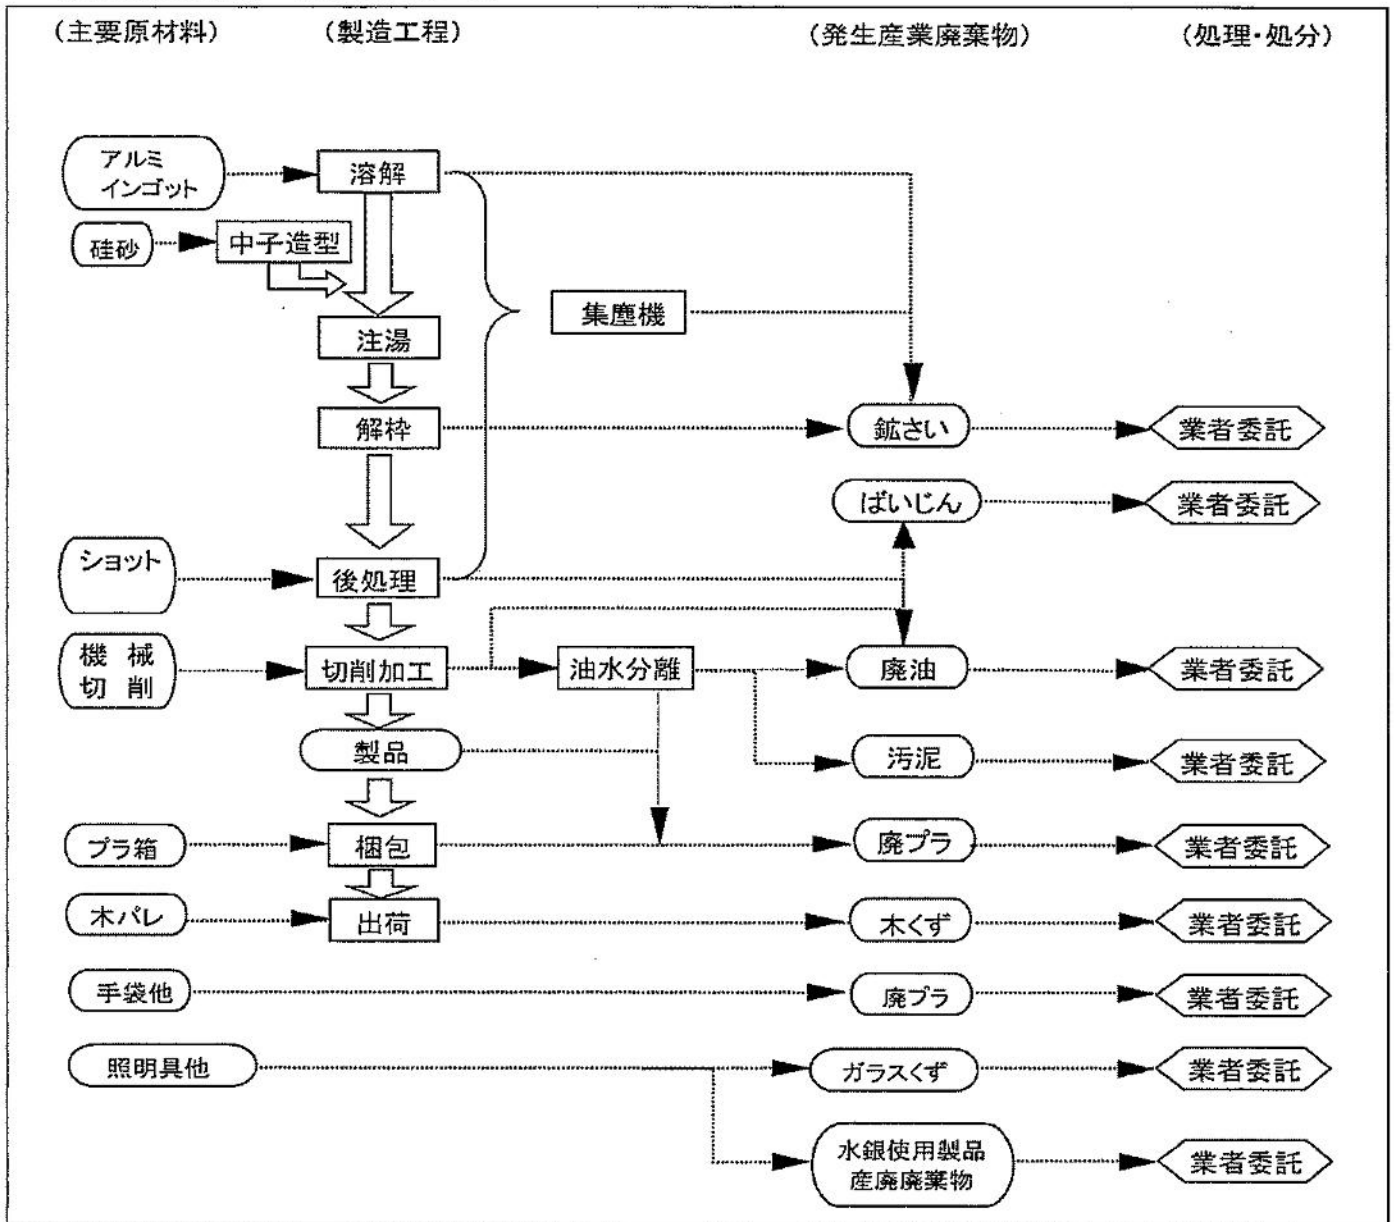 (主要原材料)
(製造工程)
(発生産業廃棄物)
(処理・処分)
アルミ
インゴット
溶解
硅砂
中子造型
集塵機
注湯
解枠
鉱さい
業者委託
ばいじん
業者委託
ショット
後処理
機 械
切 削
切削加工
油水分離
廃油
業者委託
製品
汚泥
業者委託
プラ箱
梱包
廃プラ
業者委託
木パレ
出荷
木くず
業者委託
手袋他
廃プラ
業者委託
照明具他
ガラスくず
業者委託
水銀使用製品
産廃廃棄物
業者委託